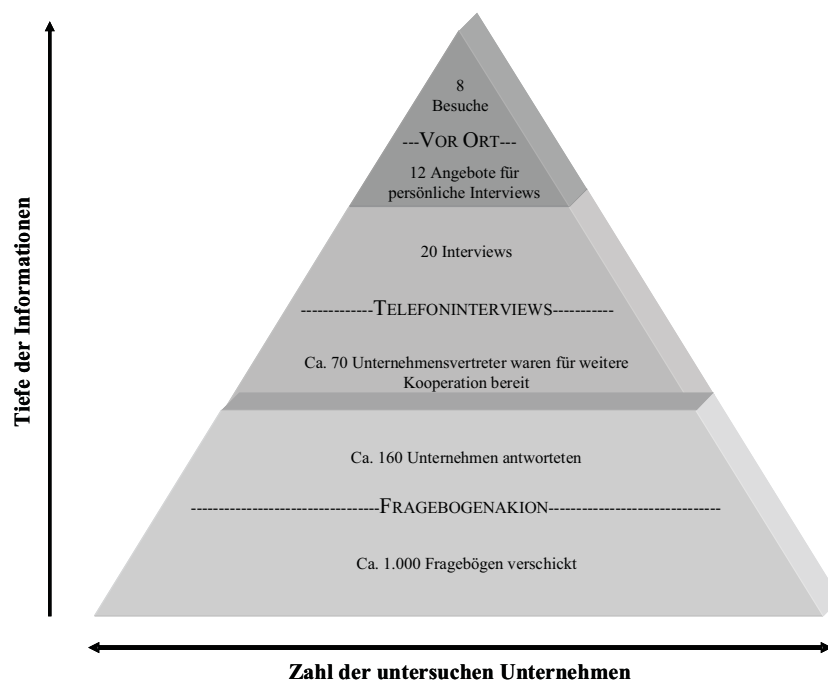 8
Besuche
---VOR ORT---
12 Angebote für
persönliche Interviews
20 Interviews
-------------TELEFONINTERVIEWS-----------
Ca. 70 Unternehmensvertreter waren für weitere
Kooperation bereit
Ca. 160 Unternehmen antworteten
----------------------------------FRAGEBOGENAKION-------------------------------
Ca. 1.000 Fragebögen verschickt
Tiefe der Informationen
Zahl der untersuchen Unternehmen